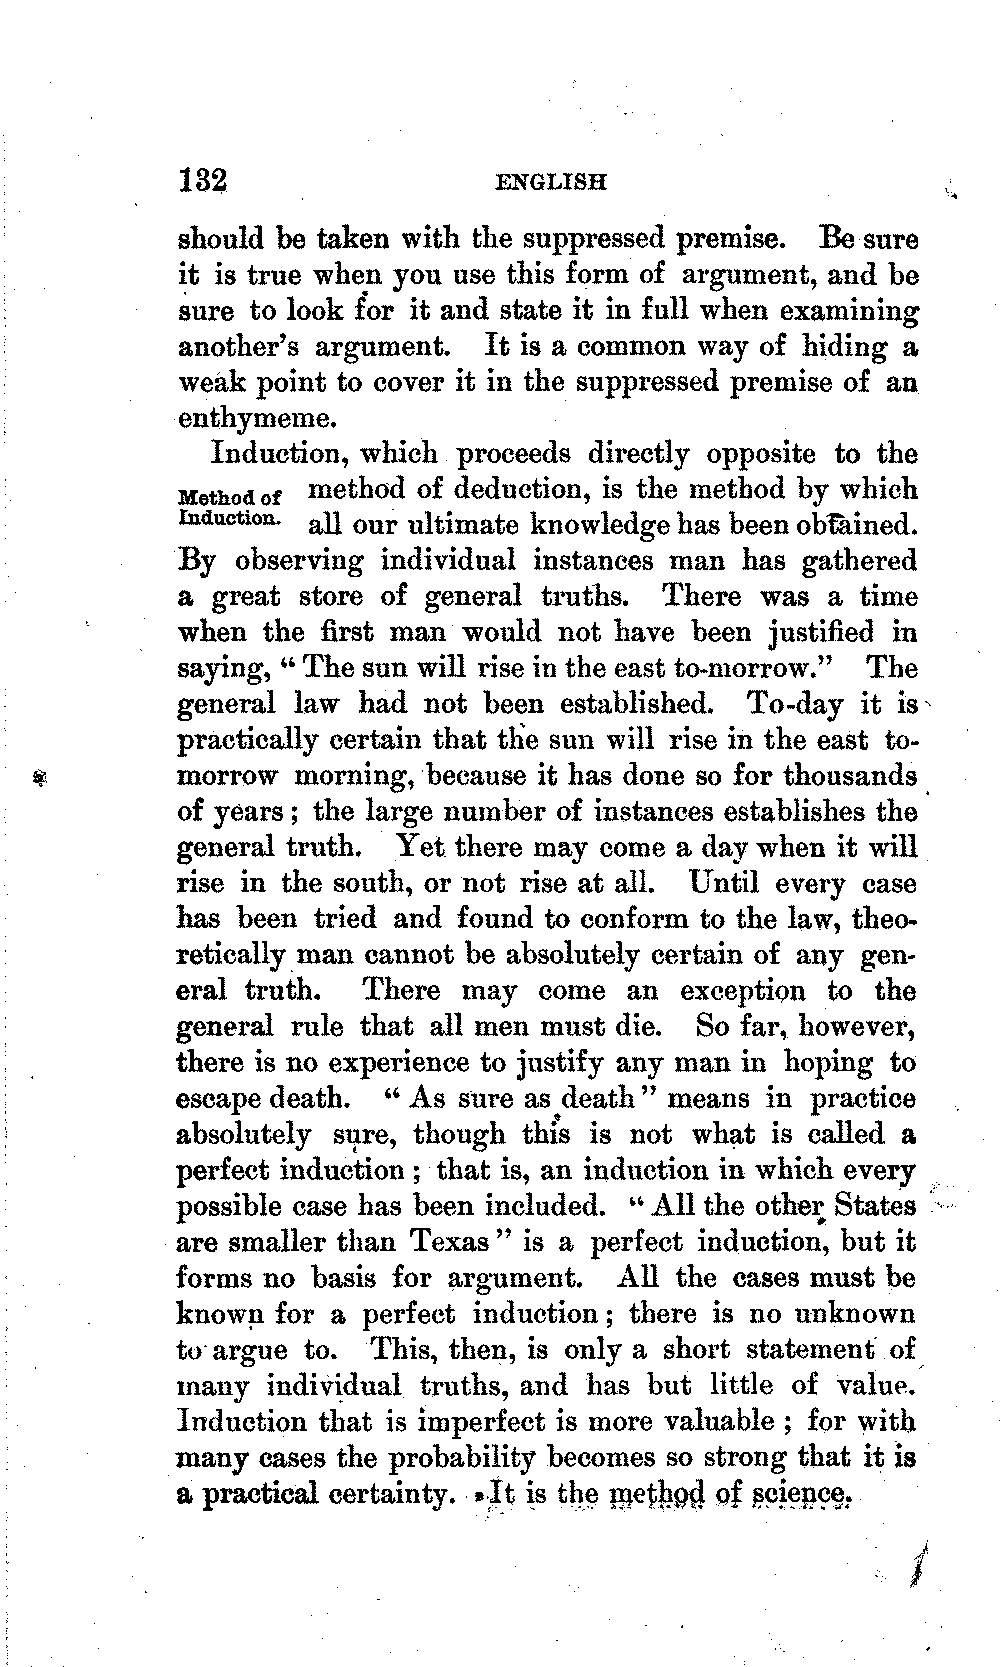 132 ENGLISH
should be taken with the suppressed premise. Be sure
it is true when you use this form of argument, and be
sure to look for it and state it in full when examining
another's argument. It is a common way of hiding a
weak point to cover it in the suppressed premise of an
enthymeme.
Induction, which proceeds directly opposite to the
Method of method of deduction, is the method by which
Induction. all our ultimate knowledge has been obtained.
By observing individual instances man has gathered
a great store of general truths. There was a time
when the first man would not have been justified in
saying, “ The sun will rise in the east to-morrow.” The
general law had not been established. To-day it is
practically certain that the sun will rise in the east to-
morrow morning, because it has done so for thousands
of years ; the large number of instances establishes the
general truth. Yet there may come a day when it will
rise in the south, or not rise at all. Until every case
has been tried and found to conform to the law, theo-
retically man cannot be absolutely certain of any gen-
eral truth. There may come an exception to the
general rule that all men must die. So far, however,
there is no experience to justify any man in hoping to
escape death. “ As sure as death ” means in practice
absolutely sure, though this is not what is called a
perfect induction ; that is, an induction in which every
possible case has been included. “ All the other States
are smaller than Texas ” is a perfect induction, but it
forms no basis for argument. All the cases must be
known for a perfect induction ; there is no unknown
to argue to. This, then, is only a short statement of
many individual truths, and has but little of value.
Induction that is imperfect is more valuable ; for with
many cases the probability becomes so strong that it is
a practical certainty. It is the method of science.